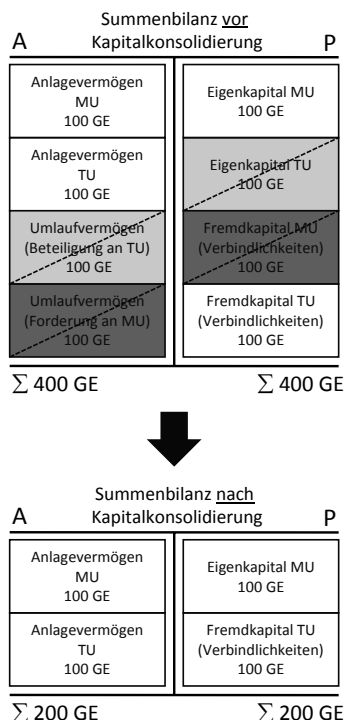 Summenbilanz vor
A Kapitalkonsolidierung P
Anlagevermögen
MU
100 GE
Anlagevermögen
TU
100 GE
Umlaufvermögen
(Beteiligung an TU)
100 GE
Umlaufvermögen
(Forderung an MU)
100 GE
Eigenkapital MU
100 GE
Eigenkapital TU
100 GE
Fremdkapital MU
(Verbindlichkeiten)
100 GE
Fremdkapital TU
(Verbindlichkeiten)
100 GE
∑ 400 GE ∑ 400 GE
Summenbilanz nach
A Kapitalkonsolidierung P
Anlagevermögen
MU
100 GE
Anlagevermögen
TU
100 GE
Eigenkapital MU
100 GE
Fremdkapital TU
(Verbindlichkeiten)
100 GE
∑ 200 GE ∑ 200 GE